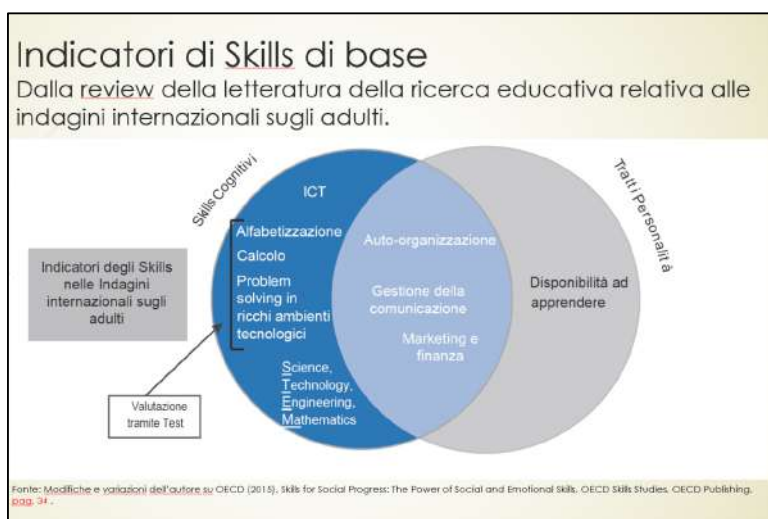 Indicatori di Skills di base
Dalla review della letteratura della ricerca educativa relativa alle
indagini internazionali sugli adulti.
Skills Cognitivi
Tratti Personalità
ICT
Alfabetizzazione
Calcolo
Problem
solving in
ricchi ambienti
tecnologici
Science,
Technology,
Engineering,
Mathematics
Auto-organizzazione
Gestione della
comunicazione
Marketing e
finanza
Disponibilità ad
apprendere
Indicatori degli Skills
nelle Indagini
internazionali sugli
adulti
Valutazione
tramite Test
Fonte: Modifiche e variazioni dell'autore su OECD (2015), Skills for Social Progress: The Power of Social and Emotional Skills, OECD Skills Studies, OECD Publishing,
pag. 34 .